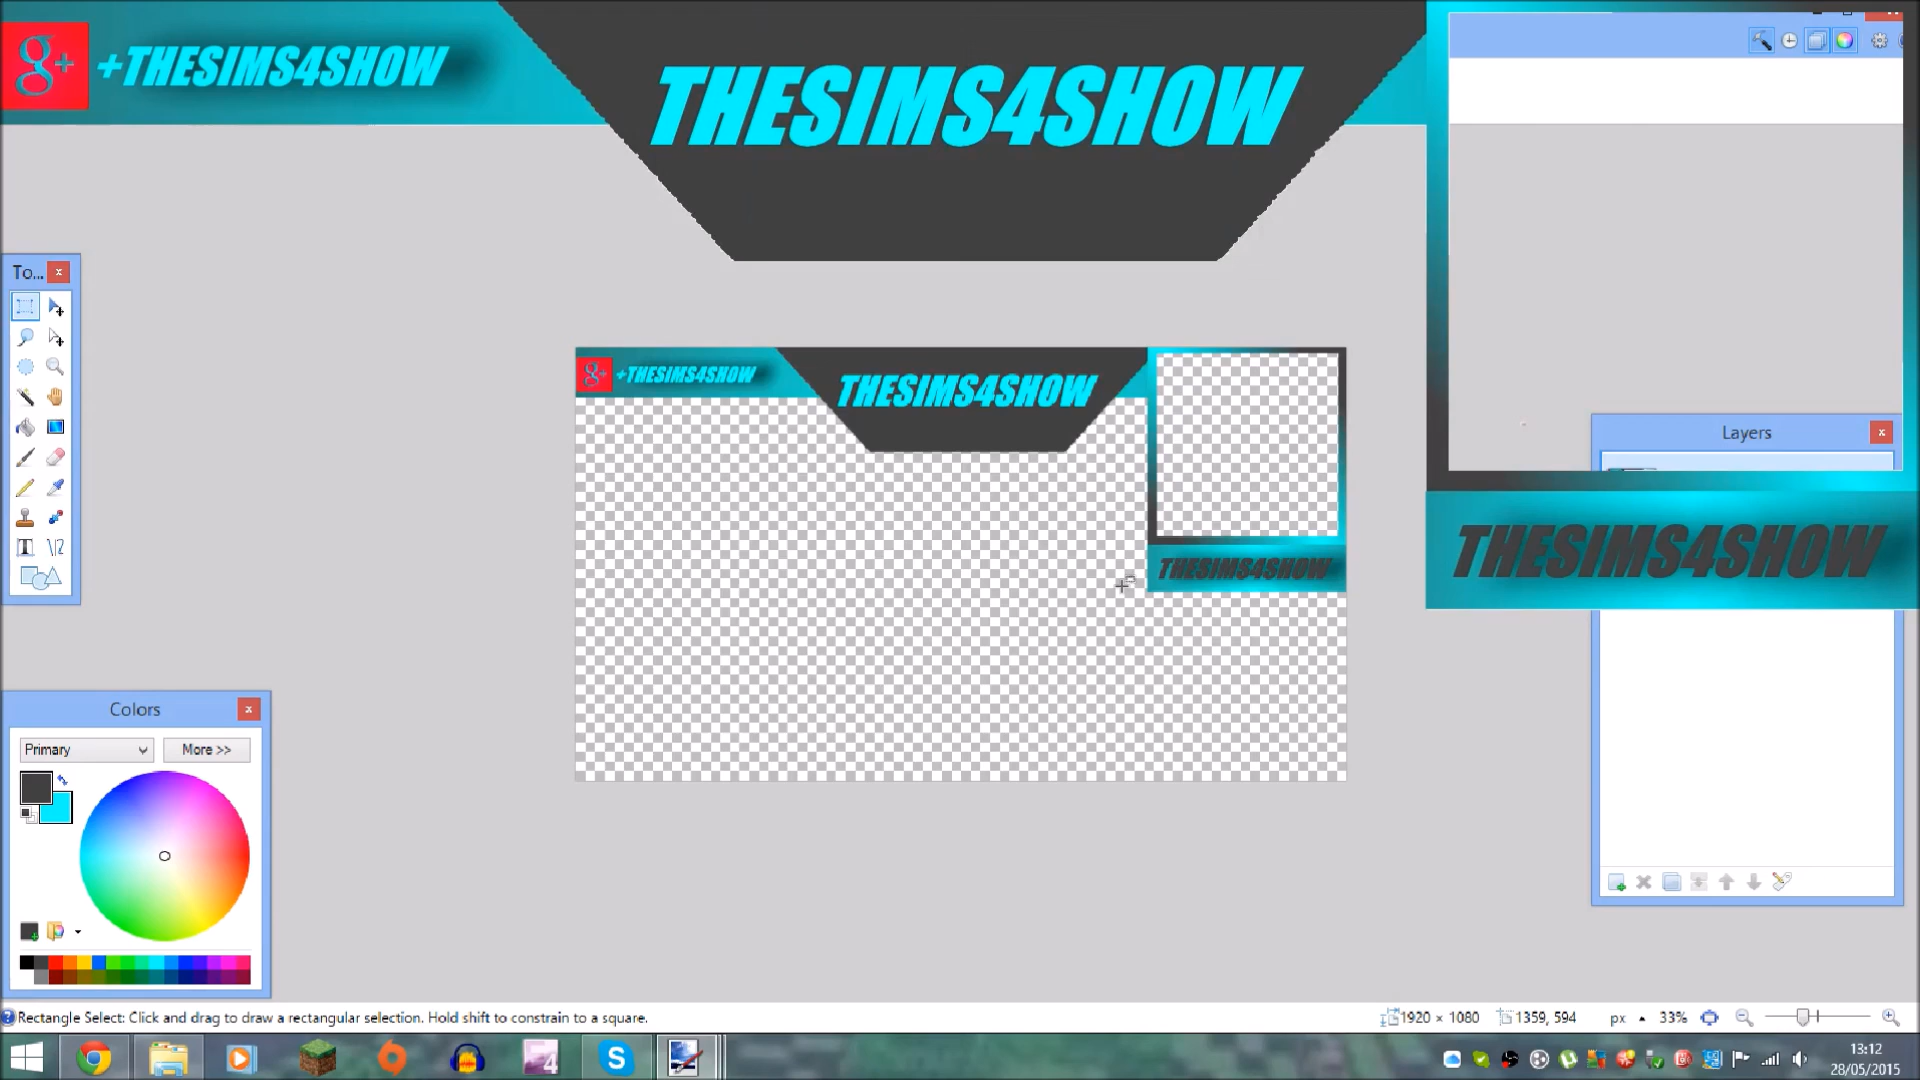 g+ +THESIMS4SHOW
THESIMS4SHOW
To... x
g+ +THESIMS4SHOW
THESIMS4SHOW
Layers x
THESIMS4SHOW
THESIMS4SHOW
Colors x
Primary More >>
Rectangle Select: Click and drag to draw a rectangular selection. Hold shift to constrain to a square.
1920 × 1080 1359, 594 px 33%
4 S
13:12
28/05/2015